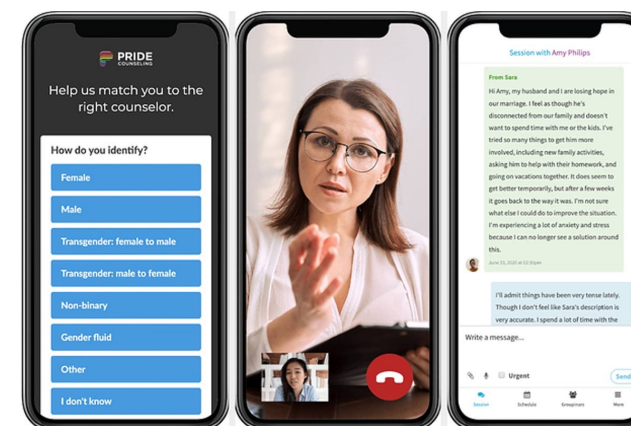 PRIDE
COUNSELING
Help us match you to the
right counselor.
How do you identify?
Female
Male
Transgender: female to male
Transgender: male to female
Non-binary
Gender fluid
Other
I don't know
Session with Amy Philips
From Sara
Hi Amy, my husband and I are losing hope in
our marriage. I feel as though he's
disconnected from our family and doesn't
want to spend time with me or the kids. I've
tried so many things to get him more
involved, including new family activities,
asking him to help with their homework, and
going on vacations together. It does seem to
get better temporarily, but after a few weeks
it goes back to the way it was. I'm not sure
what else I could do to improve the situation.
I'm experiencing a lot of anxiety and stress
because I can no longer see a solution around
this.
I'll admit things have been very tense lately.
Though I don't feel like Sara's description is
very accurate. I spend a lot of time with the
Write a message...
Urgent
Send
Session
Schedule
Groupinars
More